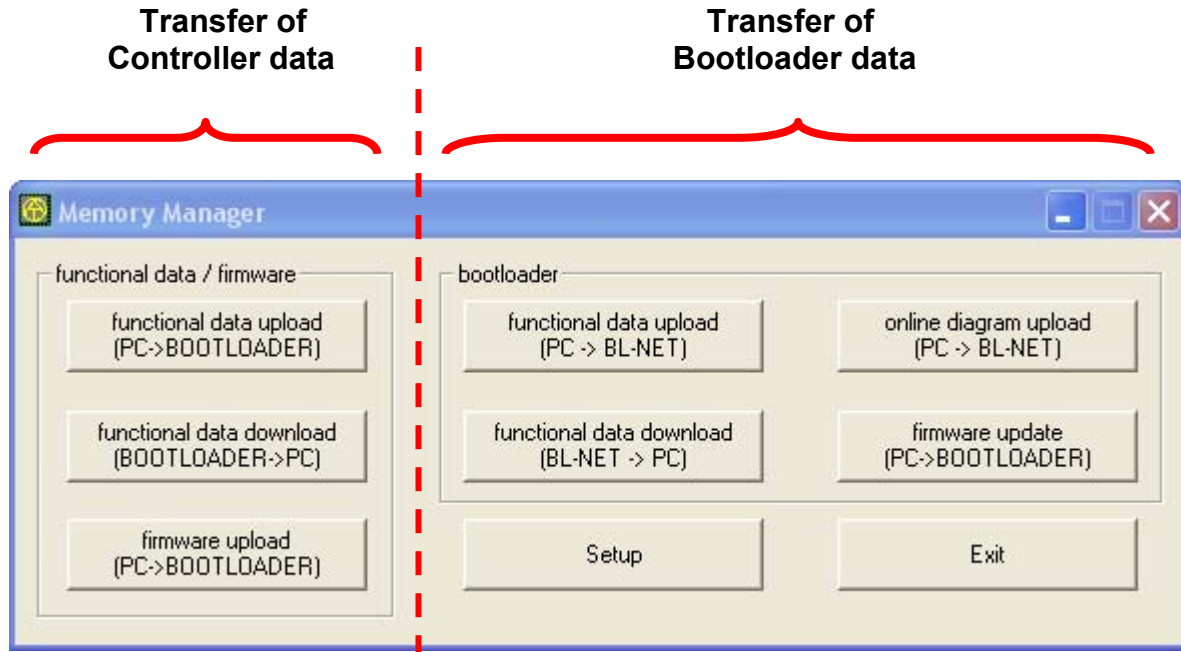 Transfer of
Controller data
Transfer of
Bootloader data
Memory Manager
functional data / firmware
functional data upload
(PC->BOOTLOADER)
functional data download
(BOOTLOADER->PC)
firmware upload
(PC->BOOTLOADER)
bootloader
functional data upload
(PC -> BL-NET)
online diagram upload
(PC -> BL-NET)
functional data download
(BL-NET -> PC)
firmware update
(PC->BOOTLOADER)
Setup
Exit